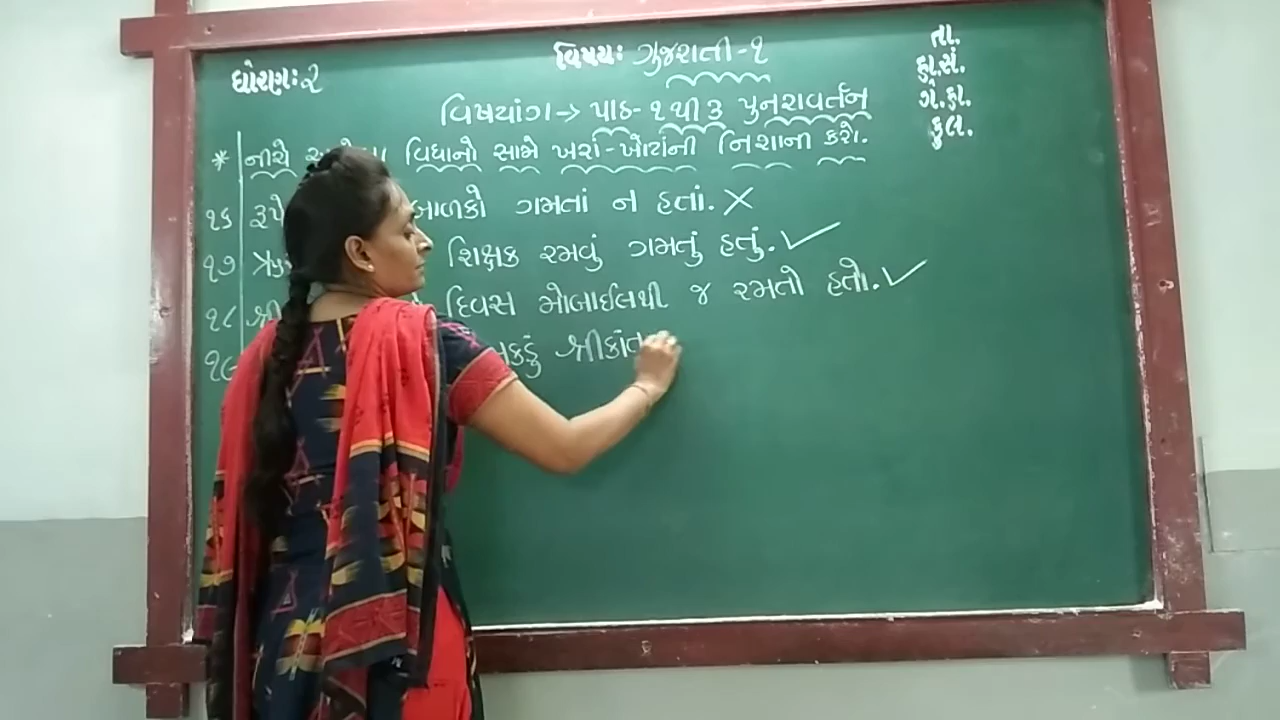 ધોરણ: ૨
વિષય: ગુજરાતી - ૧
તા.
હા.સં.
ગે.હા.
કુલ.
વિષયાંગ → પાઠ - ૧ થી ૩ પુનરાવર્તન
* નીચે વિધાનો સામે ખરાં-ખોટાંની નિશાની કરો.
૧૬ બાળકો ગમતાં ન હતાં. ✗
૧૭ શિક્ષક રમવું ગમતું હતું. ✓
૧૮ દિવસ મોબાઈલથી જ રમતો હતો. ✓
૧૯